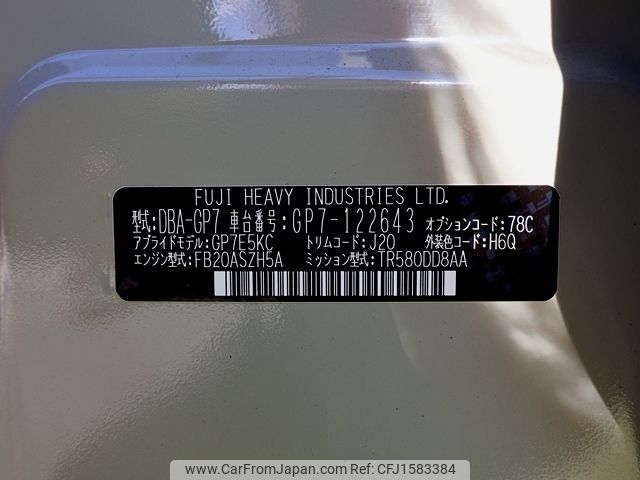 FUJI HEAVY INDUSTRIES LTD.
型式:DBA-GP7 車台番号:GP7-122643 オプションコード:78C
アプライドモデル:GP7E5KC トリムコード:J20 外装色コード:H6Q
エンジン型式:FB20ASZH5A ミッション型式:TR580DD8AA
www.CarFromJapan.com Car ID: CFJ1583384